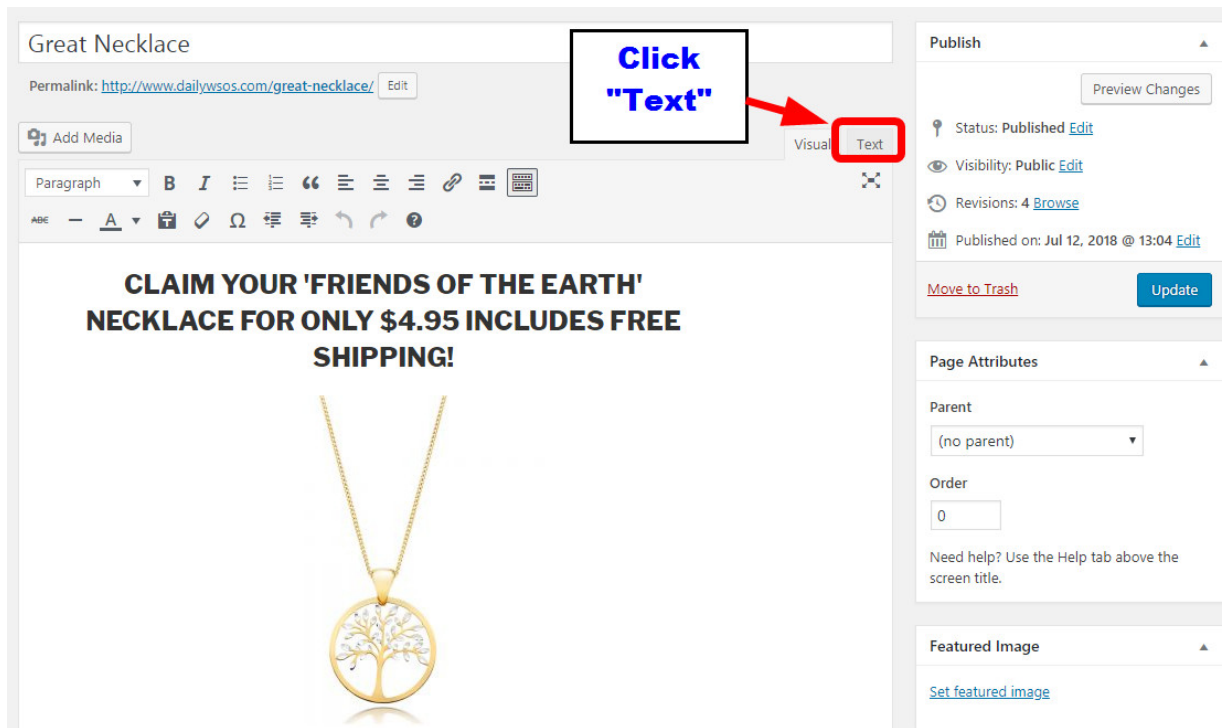 Great Necklace
Permalink: http://www.dailywsos.com/great-necklace/ Edit
Click
"Text"
Add Media
Visual Text
Paragraph B I A
ABC A T Ω ?
CLAIM YOUR 'FRIENDS OF THE EARTH'
NECKLACE FOR ONLY $4.95 INCLUDES FREE
SHIPPING!
Publish
Preview Changes
Status: Published Edit
Visibility: Public Edit
Revisions: 4 Browse
Published on: Jul 12, 2018 @ 13:04 Edit
Move to Trash Update
Page Attributes
Parent
(no parent)
Order
0
Need help? Use the Help tab above the
screen title.
Featured Image
Set featured image